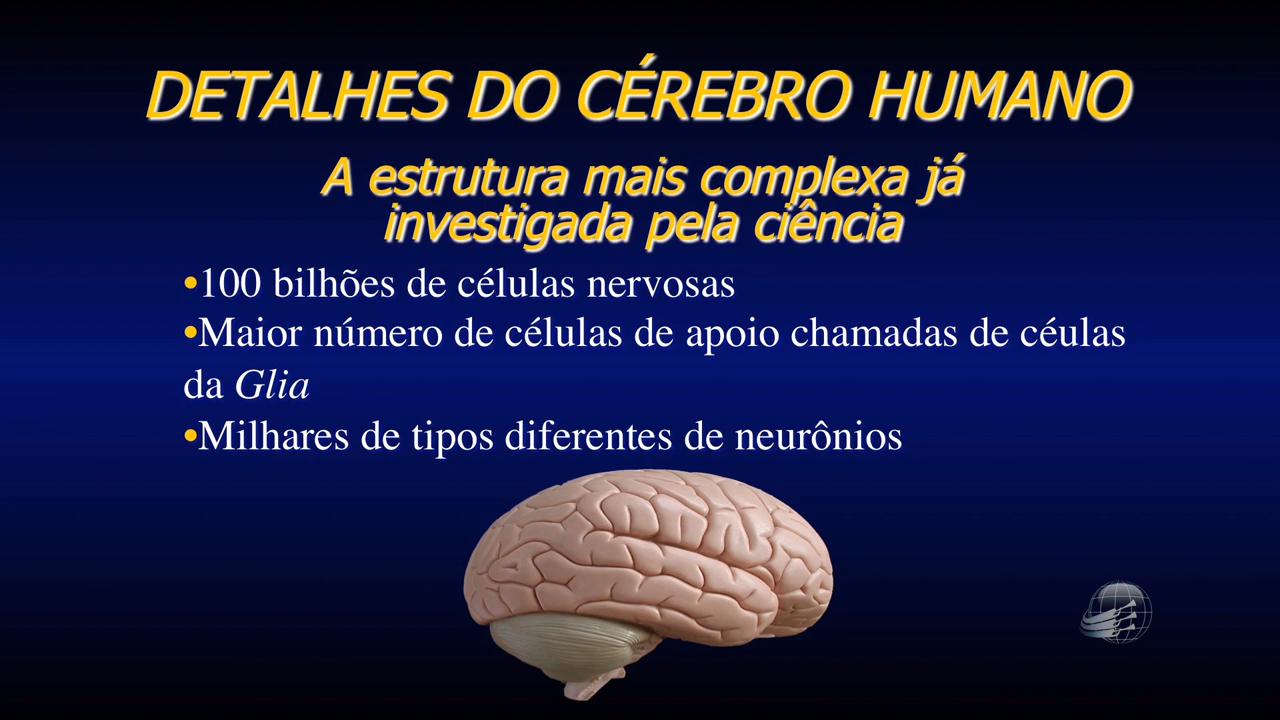 DETALHES DO CÉREBRO HUMANO
A estrutura mais complexa já
investigada pela ciência
•100 bilhões de células nervosas
•Maior número de células de apoio chamadas de céulas
da Glia
•Milhares de tipos diferentes de neurônios